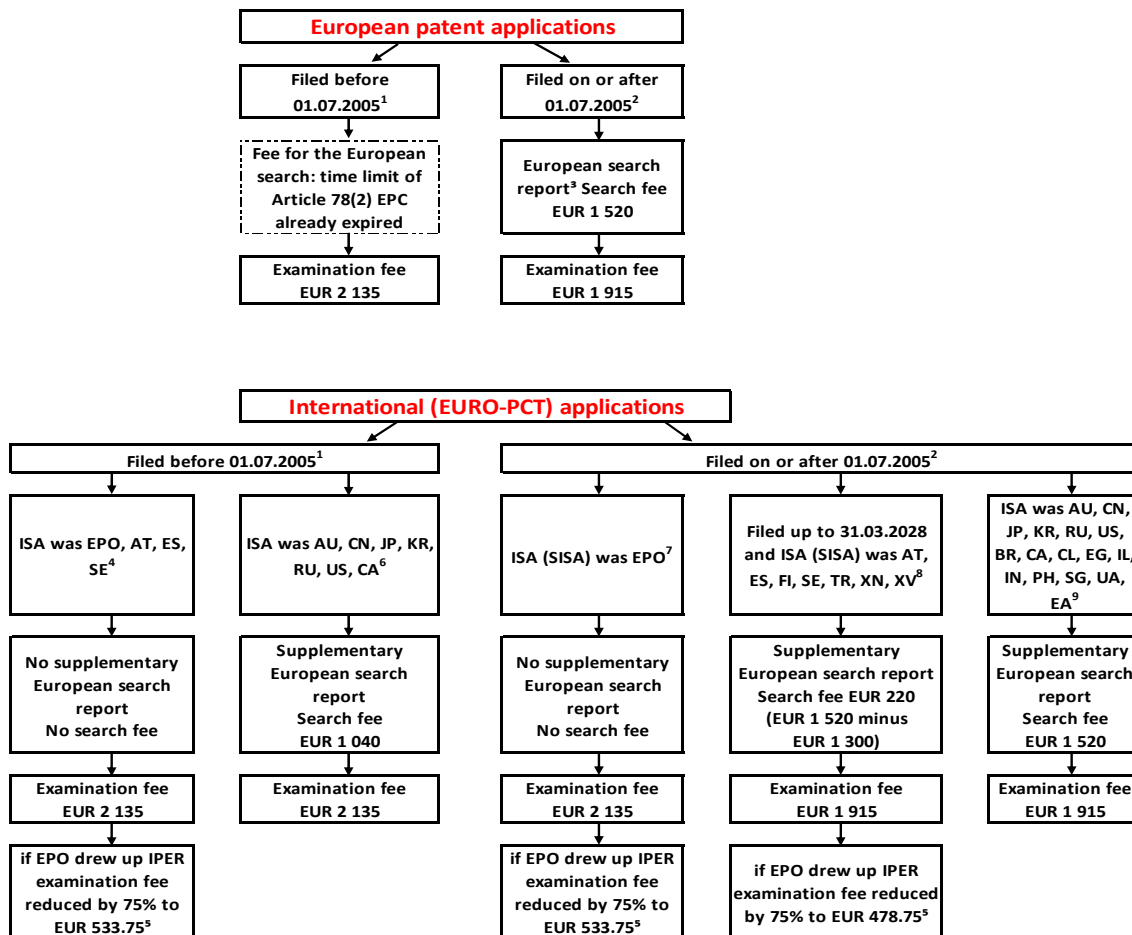 European patent applications
Filed before
01.07.2005¹
Filed on or after
01.07.2005²
Fee for the European
search: time limit of
Article 78(2) EPC
already expired
European search
report³ Search fee
EUR 1 520
Examination fee
EUR 2 135
Examination fee
EUR 1 915
International (EURO-PCT) applications
Filed before 01.07.2005¹
Filed on or after 01.07.2005²
ISA was EPO, AT, ES,
SE⁴
ISA was AU, CN, JP, KR,
RU, US, CA⁶
ISA (SISA) was EPO⁷
Filed up to 31.03.2028
and ISA (SISA) was AT,
ES, FI, SE, TR, XN, XV⁸
ISA was AU, CN,
JP, KR, RU, US,
BR, CA, CL, EG, IL,
IN, PH, SG, UA,
EA⁹
No supplementary
European search
report
No search fee
Supplementary
European search
report
Search fee
EUR 1 040
No supplementary
European search
report
No search fee
Supplementary
European search report
Search fee EUR 220
(EUR 1 520 minus
EUR 1 300)
Supplementary
European search
report
Search fee
EUR 1 520
Examination fee
EUR 2 135
Examination fee
EUR 2 135
Examination fee
EUR 2 135
Examination fee
EUR 1 915
Examination fee
EUR 1 915
if EPO drew up IPER
examination fee
reduced by 75% to
EUR 533.75⁵
if EPO drew up IPER
examination fee
reduced by 75% to
EUR 533.75⁵
if EPO drew up IPER
examination fee reduced
by 75% to EUR 478.75⁵